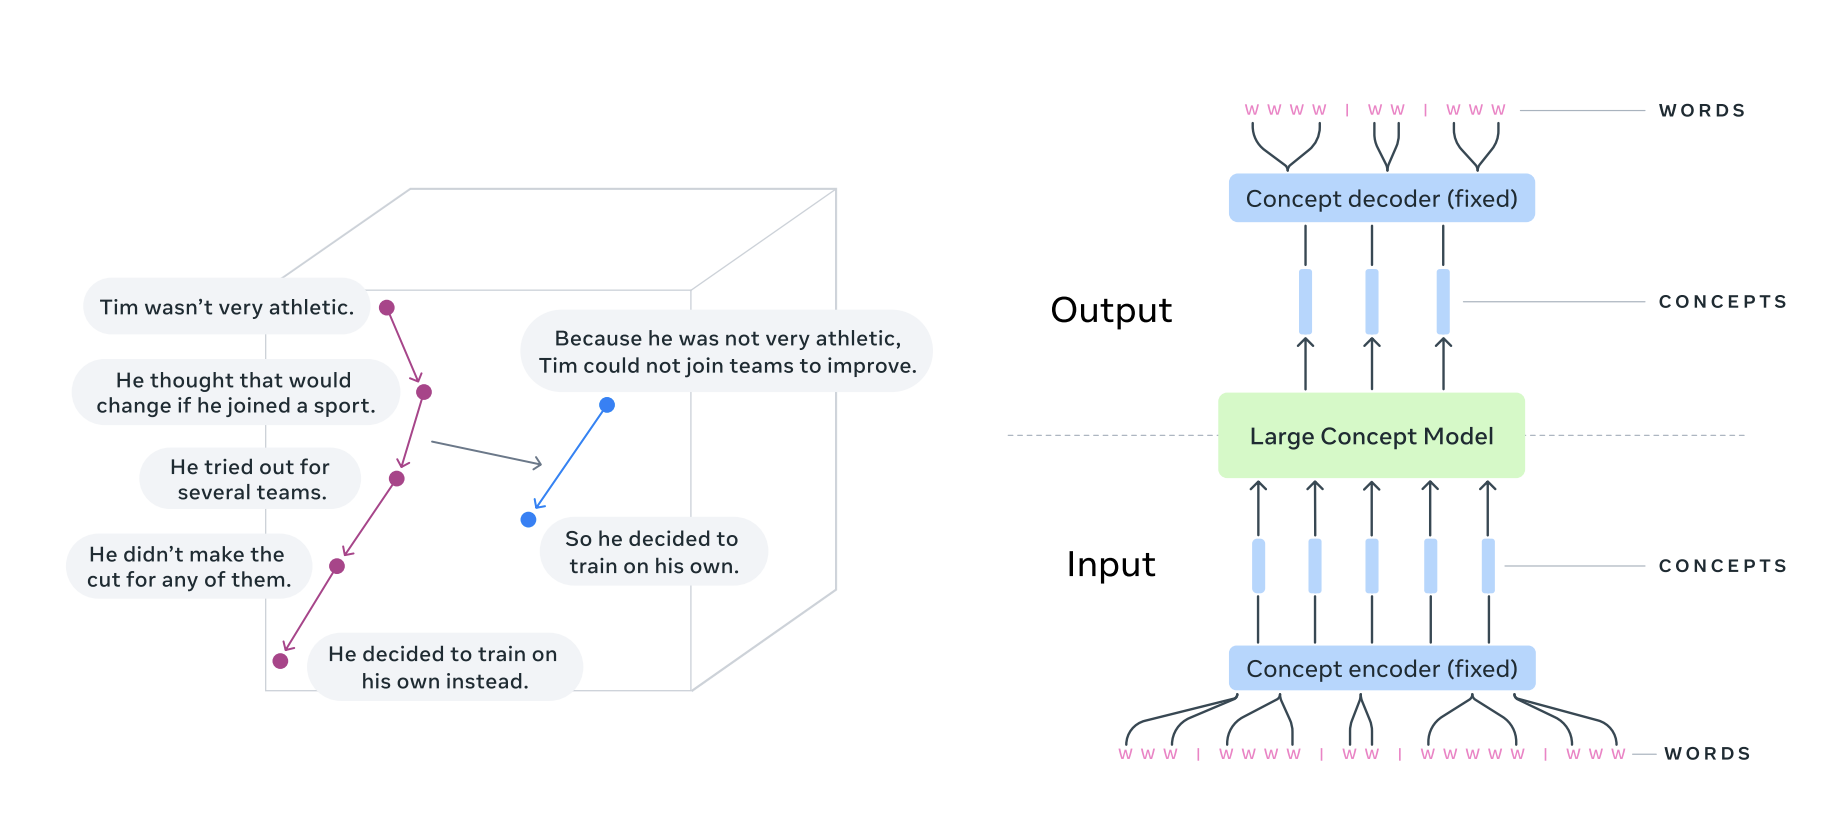 Tim wasn’t very athletic.
He thought that would
change if he joined a sport.
He tried out for
several teams.
He didn’t make the
cut for any of them.
He decided to train on
his own instead.
Because he was not very athletic,
Tim could not join teams to improve.
So he decided to
train on his own.
W W W W | W W | W W W
WORDS
Concept decoder (fixed)
Output
CONCEPTS
Large Concept Model
Input
CONCEPTS
Concept encoder (fixed)
W W W | W W W W | W W | W W W W W | W W W
WORDS